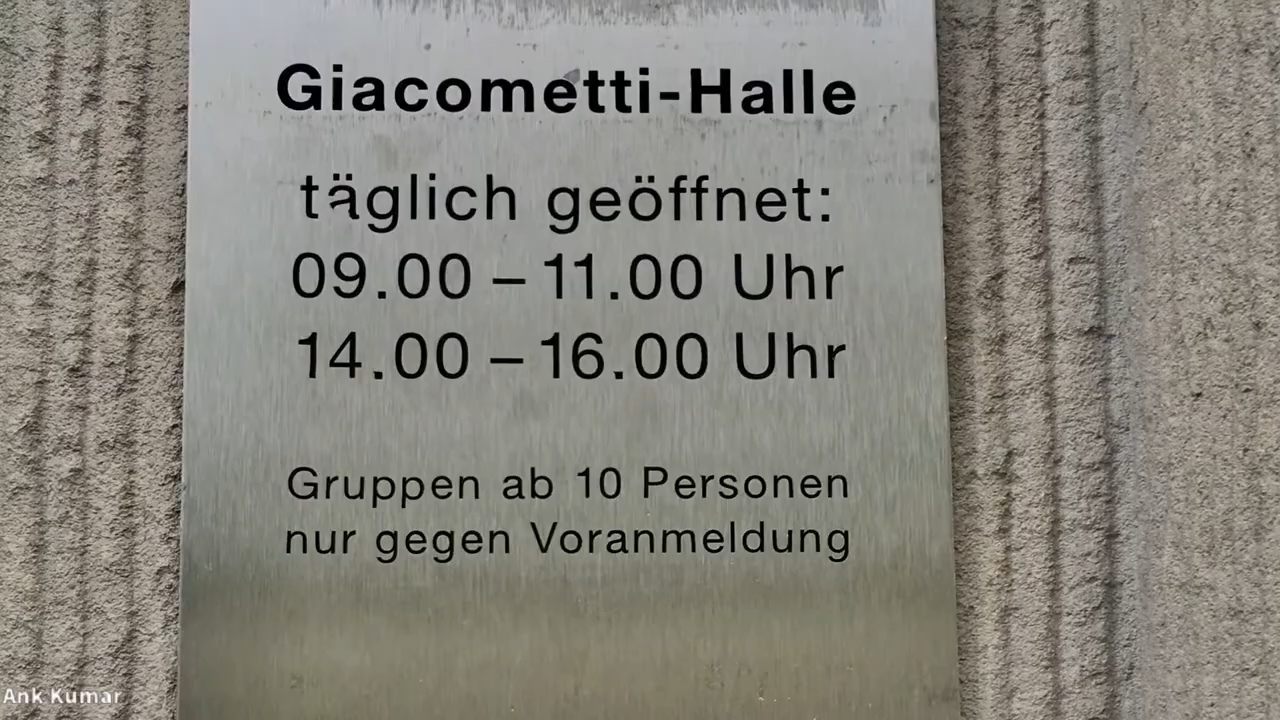 Giacometti-Halle
täglich geöffnet:
09.00 – 11.00 Uhr
14.00 – 16.00 Uhr
Gruppen ab 10 Personen
nur gegen Voranmeldung
Ank Kumar